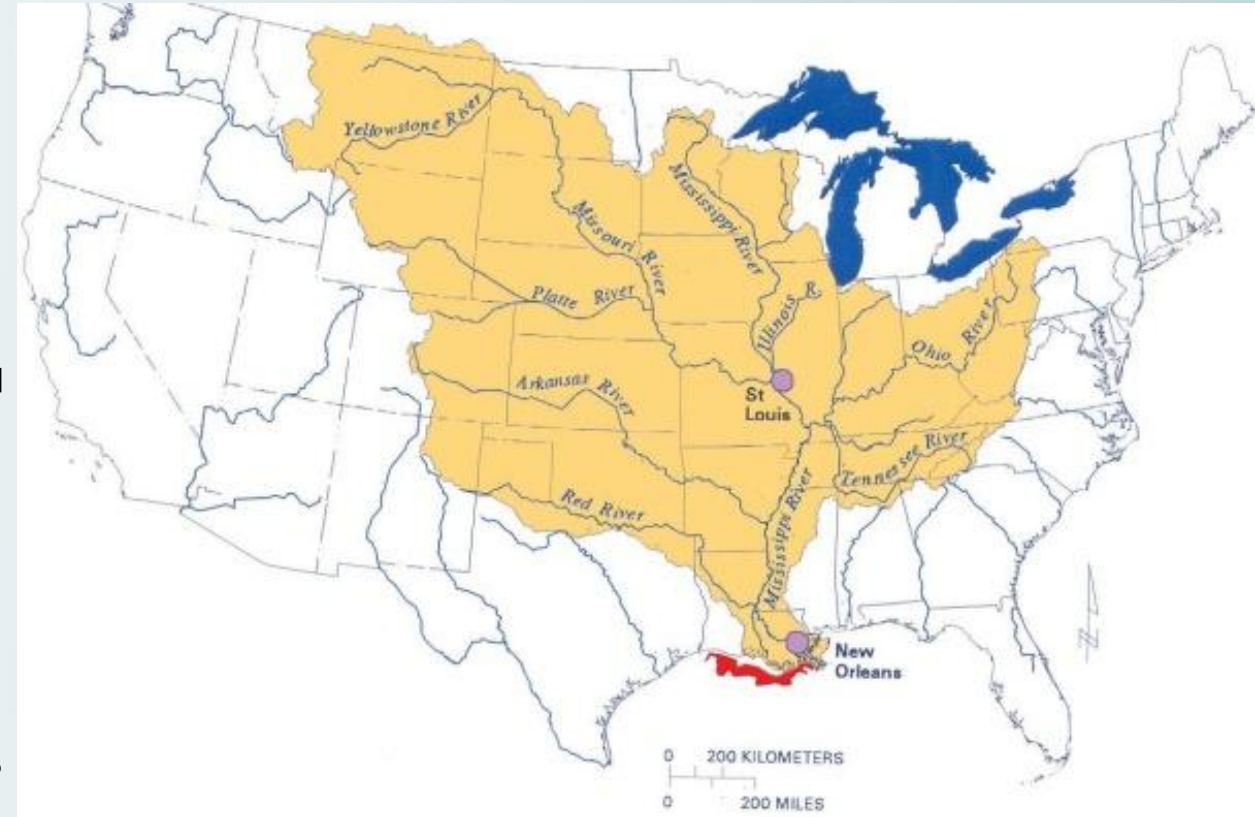 Yellowstone River
Mississippi River
Missouri River
Platte River
Illinois R.
Ohio River
Arkansas River
St
Louis
Tennessee River
Red River
Mississippi River
New
Orleans
0 200 KILOMETERS
0 200 MILES